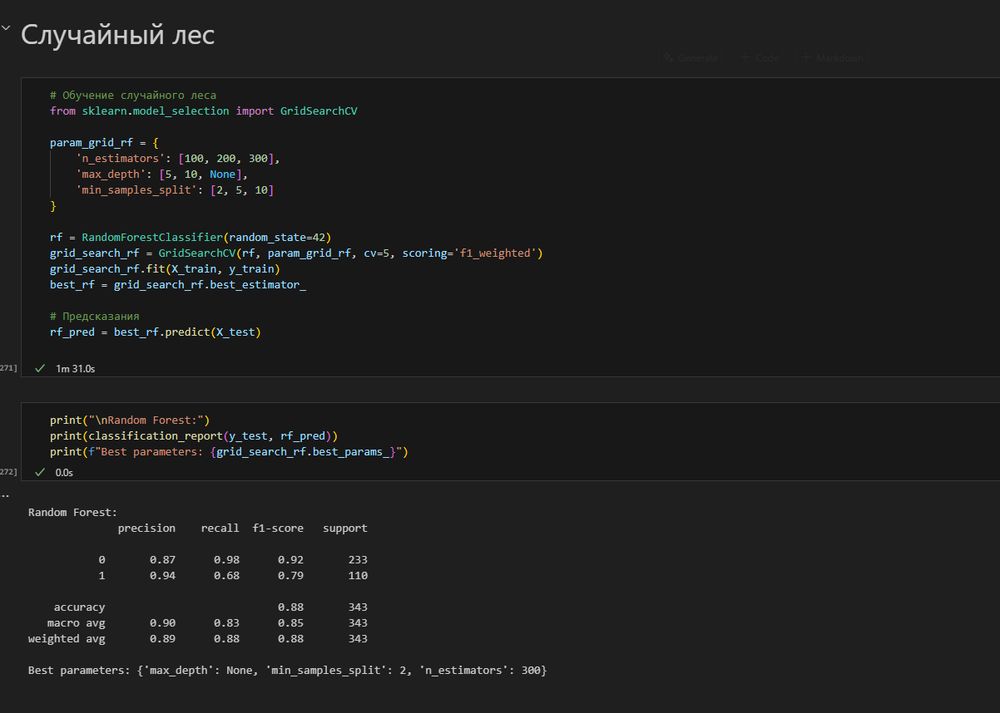 Случайный лес
Generate + Code + Markdown
# Обучение случайного леса
from sklearn.model_selection import GridSearchCV
param_grid_rf = {
'n_estimators': [100, 200, 300],
'max_depth': [5, 10, None],
'min_samples_split': [2, 5, 10]
}
rf = RandomForestClassifier(random_state=42)
grid_search_rf = GridSearchCV(rf, param_grid_rf, cv=5, scoring='f1_weighted')
grid_search_rf.fit(X_train, y_train)
best_rf = grid_search_rf.best_estimator_
# Предсказания
rf_pred = best_rf.predict(X_test)
271] 1m 31.0s
print("\nRandom Forest:")
print(classification_report(y_test, rf_pred))
print(f"Best parameters: {grid_search_rf.best_params_}")
272] 0.0s
...
Random Forest:
precision recall f1-score support
0 0.87 0.98 0.92 233
1 0.94 0.68 0.79 110
accuracy 0.88 343
macro avg 0.90 0.83 0.85 343
weighted avg 0.89 0.88 0.88 343
Best parameters: {'max_depth': None, 'min_samples_split': 2, 'n_estimators': 300}